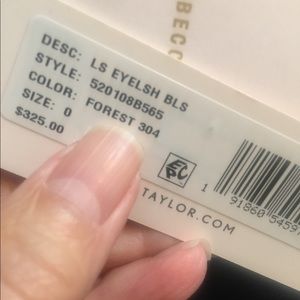 BECC
DESC: LS EYELSH BLS
STYLE: 520108B565
COLOR: FOREST 304
SIZE: 0
$325.00
EPC
1
91860 5459
TAYLOR.COM